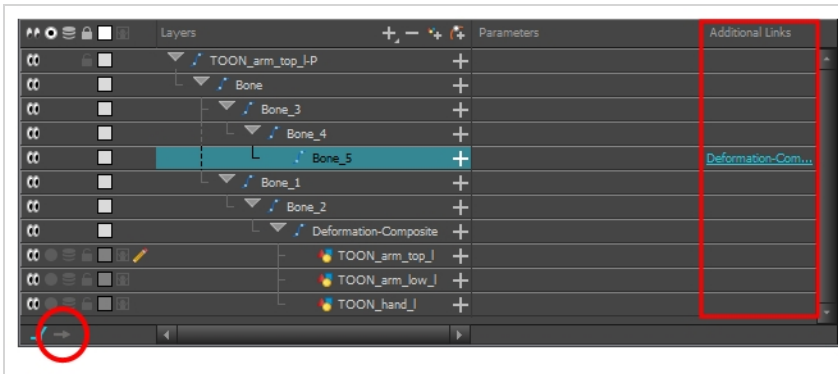 Layers Parameters Additional Links
TOON_arm_top_l-P
Bone
Bone_3
Bone_4
Bone_5 Deformation-Com...
Bone_1
Bone_2
Deformation-Composite
TOON_arm_top_l
TOON_arm_low_l
TOON_hand_l